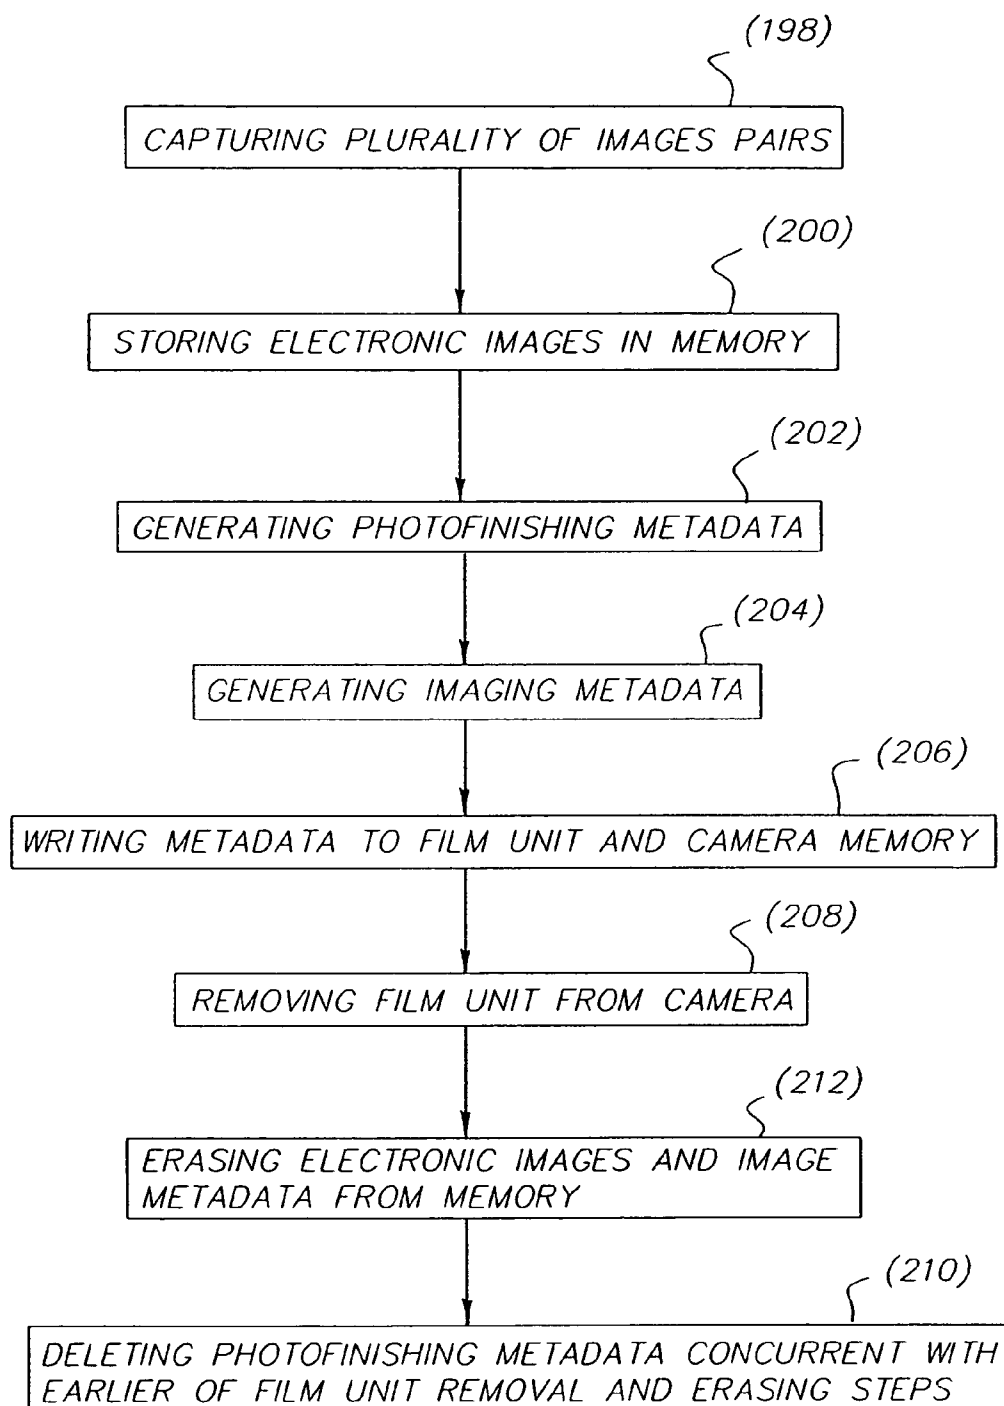 (198)
CAPTURING PLURALITY OF IMAGES PAIRS
(200)
STORING ELECTRONIC IMAGES IN MEMORY
(202)
GENERATING PHOTOFINISHING METADATA
(204)
GENERATING IMAGING METADATA
(206)
WRITING METADATA TO FILM UNIT AND CAMERA MEMORY
(208)
REMOVING FILM UNIT FROM CAMERA
(212)
ERASING ELECTRONIC IMAGES AND IMAGE
METADATA FROM MEMORY
(210)
DELETING PHOTOFINISHING METADATA CONCURRENT WITH
EARLIER OF FILM UNIT REMOVAL AND ERASING STEPS